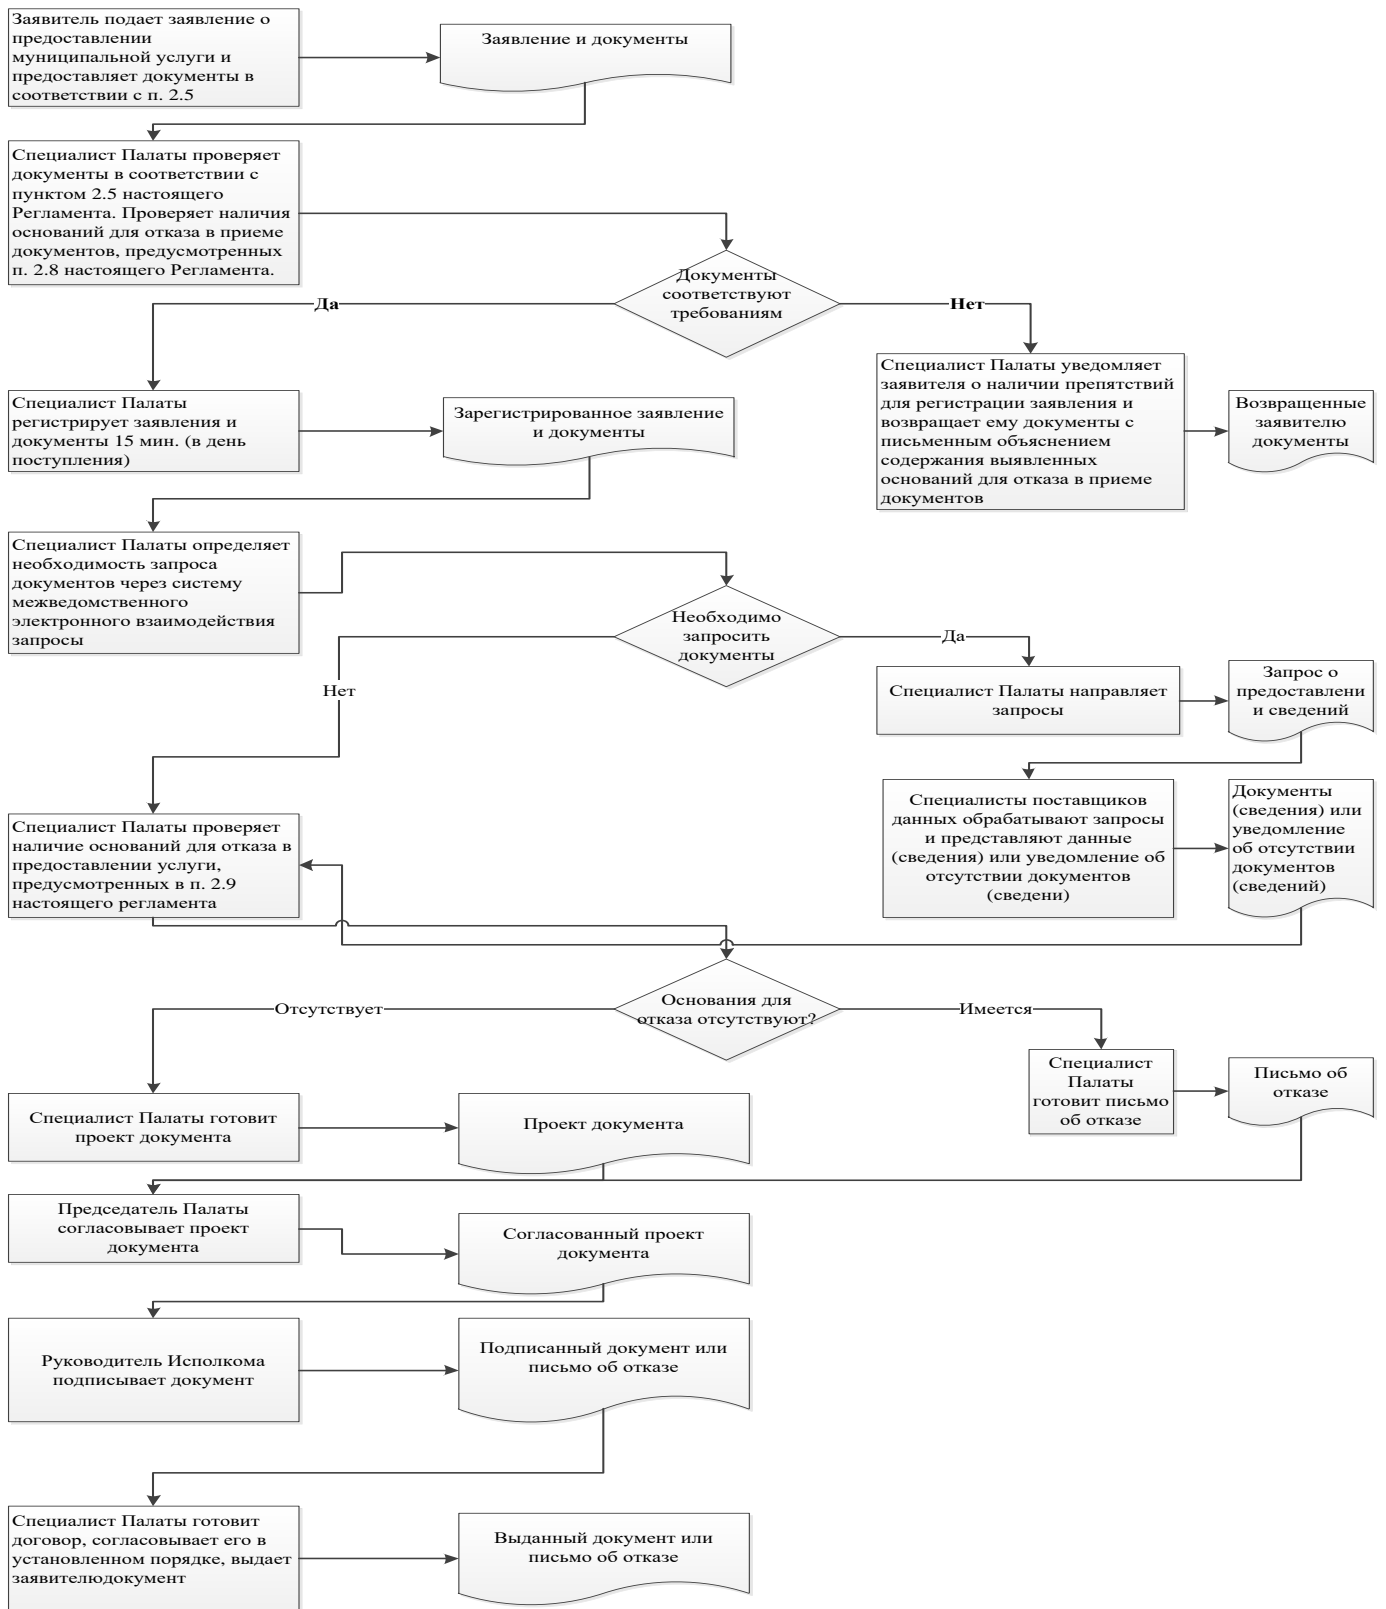 Заявитель подает заявление о
предоставлении
муниципальной услуги и
предоставляет документы в
соответствии с п. 2.5
Заявление и документы
Специалист Палаты проверяет
документы в соответствии с
пунктом 2.5 настоящего
Регламента. Проверяет наличия
оснований для отказа в приеме
документов, предусмотренных
п. 2.8 настоящего Регламента.
Документы
соответствуют
требованиям
Да
Нет
Специалист Палаты
регистрирует заявления и
документы 15 мин. (в день
поступления)
Зарегистрированное заявление
и документы
Специалист Палаты уведомляет
заявителя о наличии препятствий
для регистрации заявления и
возвращает ему документы с
письменным объяснением
содержания выявленных
оснований для отказа в приеме
документов
Возвращенные
заявителю
документы
Специалист Палаты определяет
необходимость запроса
документов через систему
межведомственного
электронного взаимодействия
запросы
Необходимо
запросить
документы
Да
Нет
Специалист Палаты направляет
запросы
Запрос о
предоставлени
и сведений
Специалисты поставщиков
данных обрабатывают запросы
и представляют данные
(сведения) или уведомление об
отсутствии документов
(сведени)
Документы
(сведения) или
уведомление
об отсутствии
документов
(сведений)
Специалист Палаты проверяет
наличие оснований для отказа в
предоставлении услуги,
предусмотренных в п. 2.9
настоящего регламента
Основания для
отказа отсутствуют?
Отсутствует
Имеется
Специалист
Палаты
готовит письмо
об отказе
Письмо об
отказе
Специалист Палаты готовит
проект документа
Проект документа
Председатель Палаты
согласовывает проект
документа
Согласованный проект
документа
Руководитель Исполкома
подписывает документ
Подписанный документ или
письмо об отказе
Специалист Палаты готовит
договор, согласовывает его в
установленном порядке, выдает
заявителюдокумент
Выданный документ или
письмо об отказе